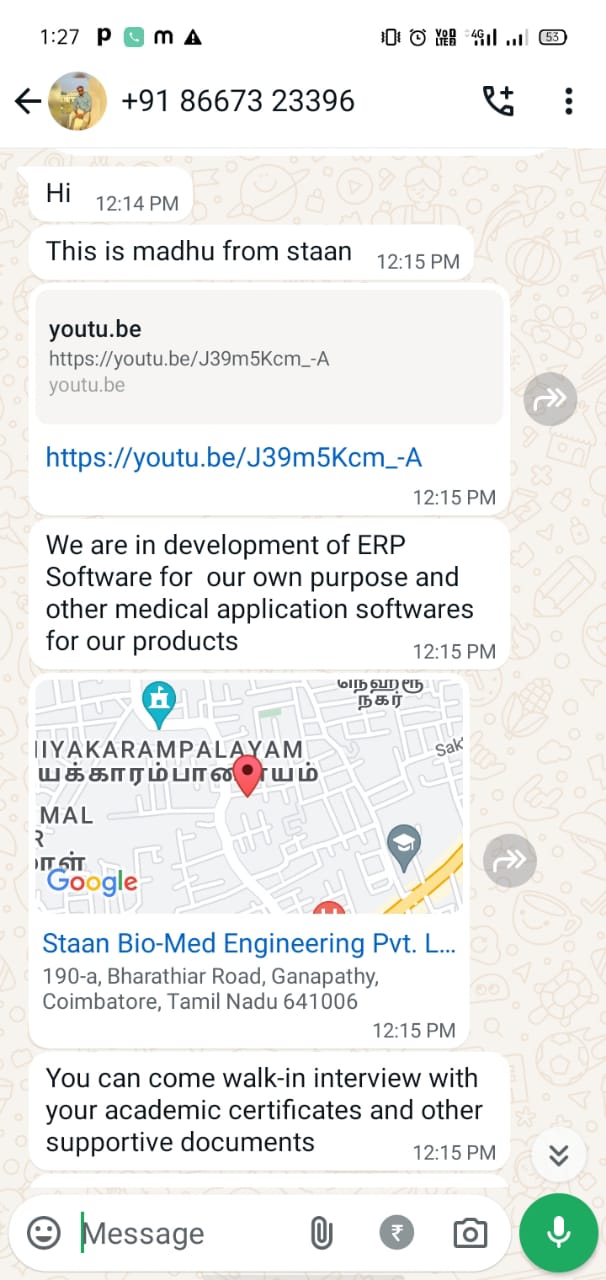 1:27
VoD
LTE
4G
53
+91 86673 23396
Hi 12:14 PM
This is madhu from staan 12:15 PM
youtu.be
https://youtu.be/J39m5Kcm_-A
youtu.be
https://youtu.be/J39m5Kcm_-A
12:15 PM
We are in development of ERP
Software for our own purpose and
other medical application softwares
for our products 12:15 PM
நேஹரு
நகர்
IIYAKARAMPALAYAM
Sak
MAL
R
Google
Staan Bio-Med Engineering Pvt. L...
190-a, Bharathiar Road, Ganapathy,
Coimbatore, Tamil Nadu 641006
12:15 PM
You can come walk-in interview with
your academic certificates and other
supportive documents 12:15 PM
Message